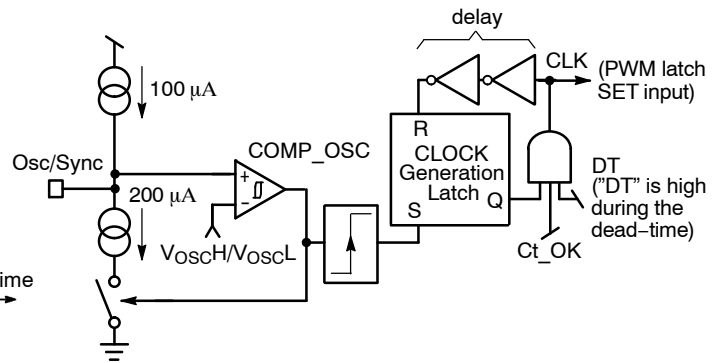 delay
CLK
(PWM latch
SET input)
100 µA
R
Osc/Sync
COMP_OSC
CLOCK
Generation
Latch
DT
("DT" is high
during the
dead−time)
+
−
200 µA
S
Q
VOSCH/VOSCL
Ct_OK
ime